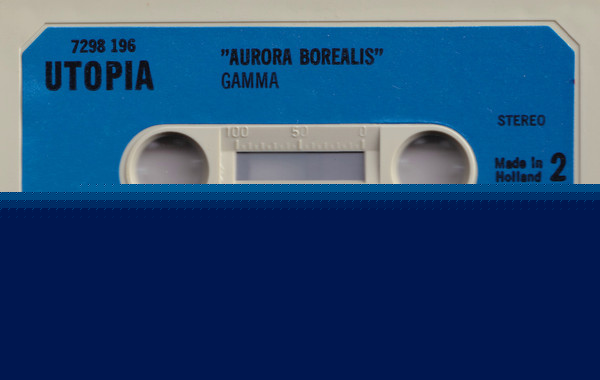 7298 196
UTOPIA
"AURORA BOREALIS"
GAMMA
STEREO
100 50 0
Made in
Holland 2